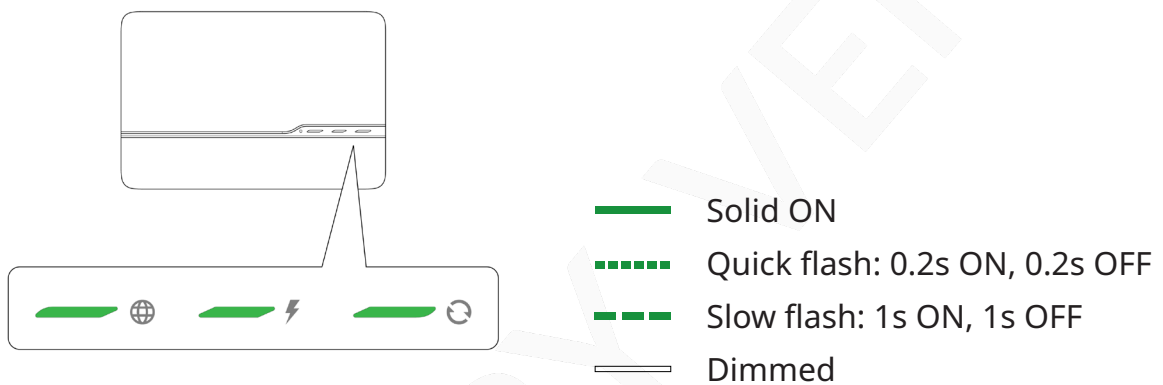 Solid ON
Quick flash: 0.2s ON, 0.2s OFF
Slow flash: 1s ON, 1s OFF
Dimmed